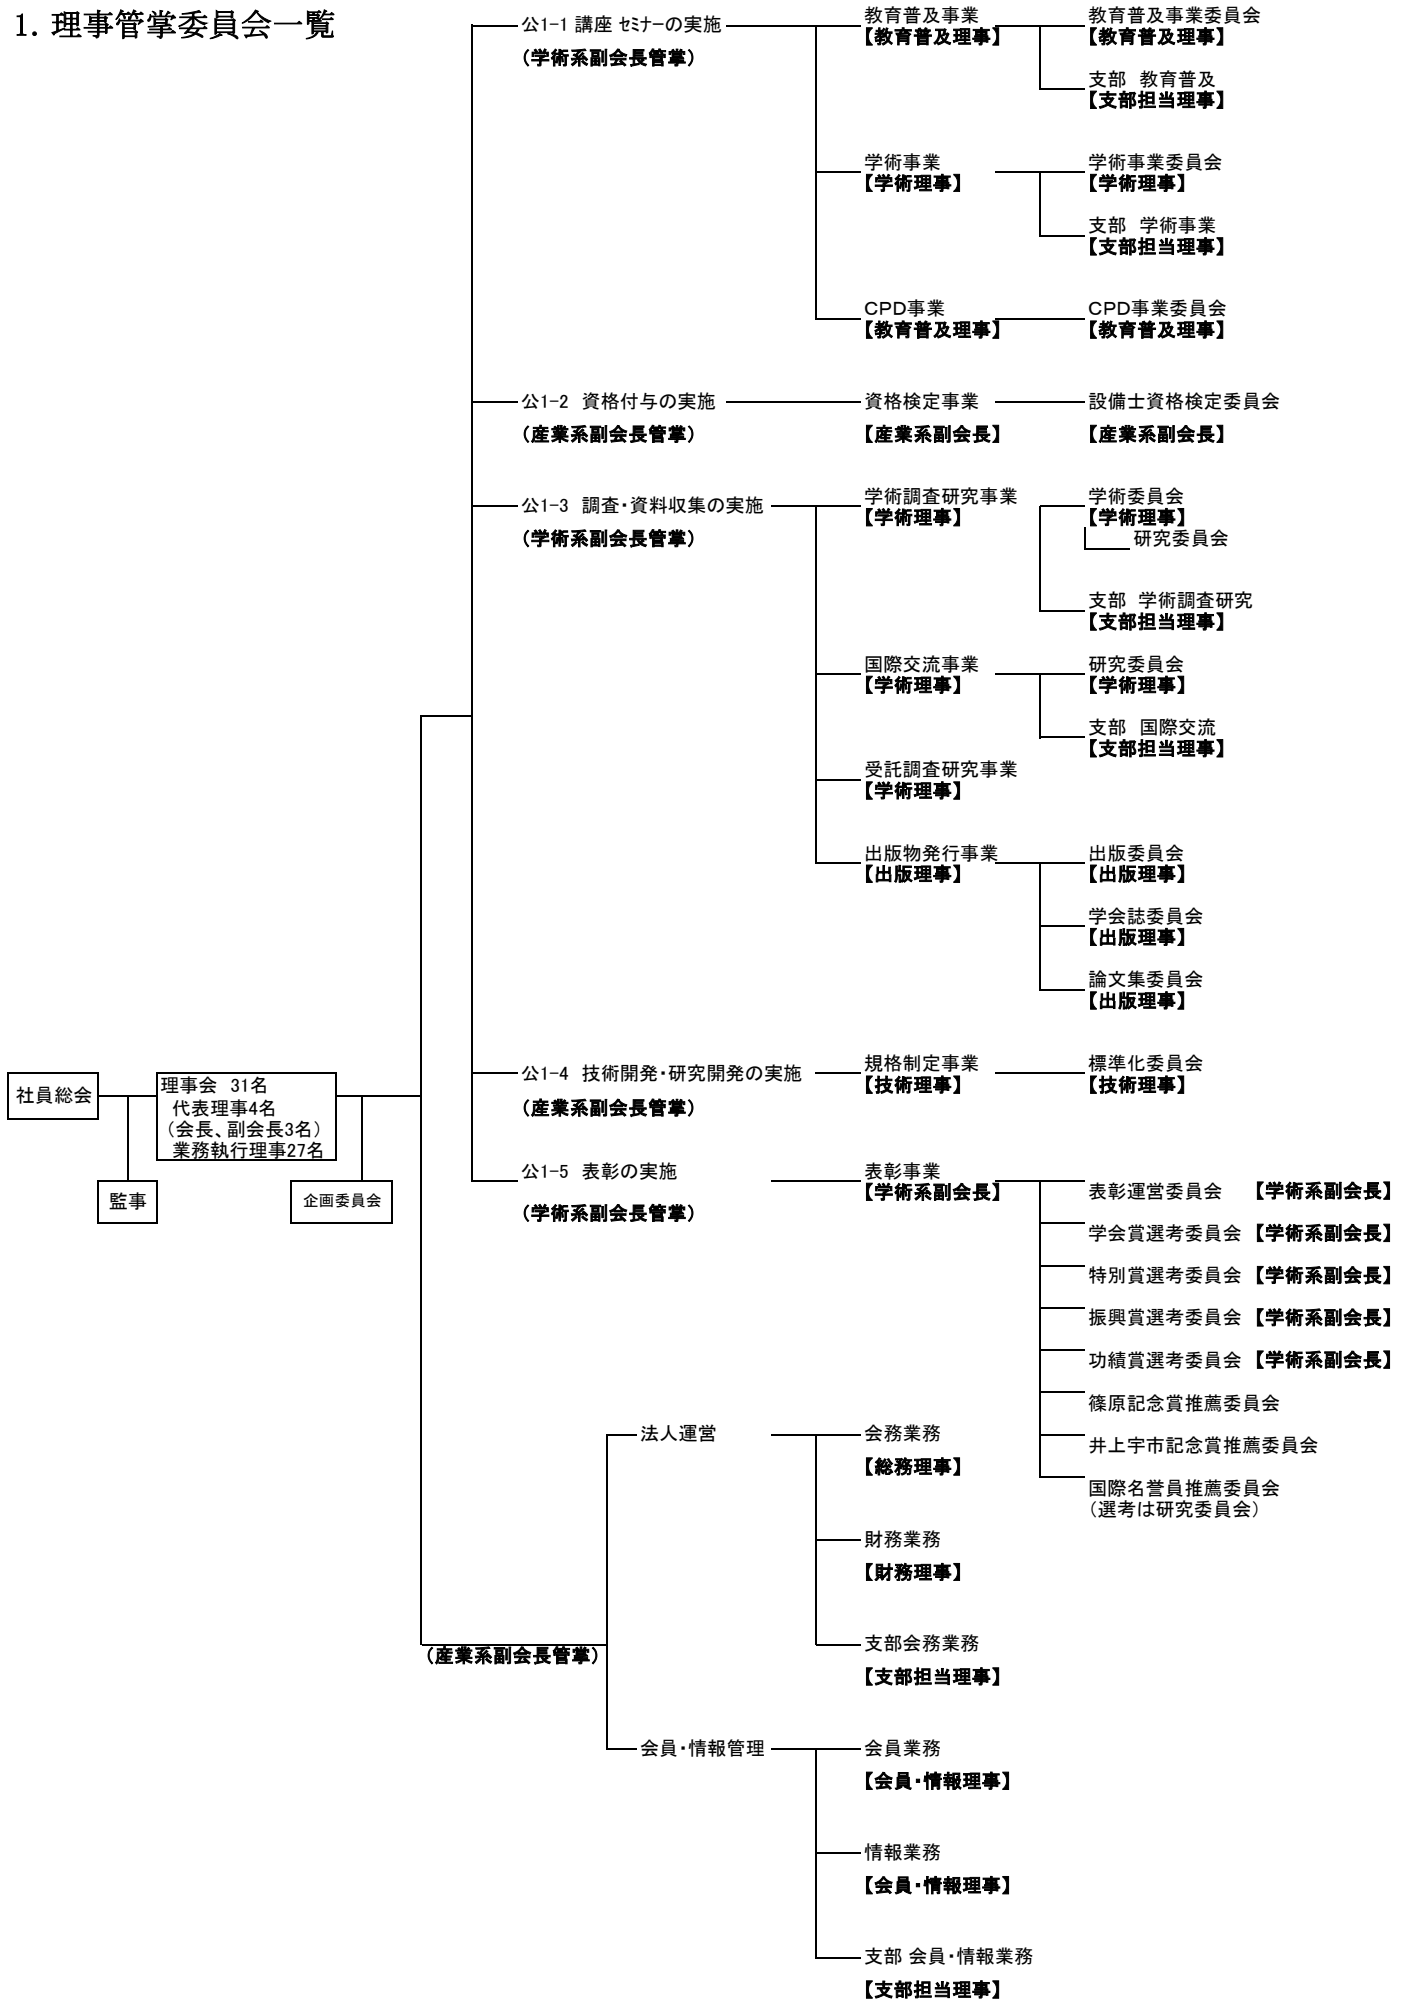 1．理事管掌委員会一覧
公1-1 講座 ｾﾐﾅｰの実施
（学術系副会長管掌）
教育普及事業
【教育普及理事】
教育普及事業委員会
【教育普及理事】
支部　教育普及
【支部担当理事】
学術事業
【学術理事】
学術事業委員会
【学術理事】
支部　学術事業
【支部担当理事】
CPD事業
【教育普及理事】
CPD事業委員会
【教育普及理事】
公1-2　資格付与の実施
（産業系副会長管掌）
資格検定事業
【産業系副会長】
設備士資格検定委員会
【産業系副会長】
公1-3　調査・資料収集の実施
（学術系副会長管掌）
学術調査研究事業
【学術理事】
学術委員会
【学術理事】
研究委員会
支部　学術調査研究
【支部担当理事】
国際交流事業
【学術理事】
研究委員会
【学術理事】
支部　国際交流
【支部担当理事】
受託調査研究事業
【学術理事】
出版物発行事業
【出版理事】
出版委員会
【出版理事】
学会誌委員会
【出版理事】
論文集委員会
【出版理事】
社員総会
理事会　31名
代表理事4名
（会長、副会長3名）
業務執行理事27名
監事
企画委員会
公1-4　技術開発・研究開発の実施
（産業系副会長管掌）
規格制定事業
【技術理事】
標準化委員会
【技術理事】
公1-5　表彰の実施
（学術系副会長管掌）
表彰事業
【学術系副会長】
表彰運営委員会　【学術系副会長】
学会賞選考委員会　【学術系副会長】
特別賞選考委員会　【学術系副会長】
振興賞選考委員会　【学術系副会長】
功績賞選考委員会　【学術系副会長】
篠原記念賞推薦委員会
井上宇市記念賞推薦委員会
国際名誉員推薦委員会
（選考は研究委員会）
（産業系副会長管掌）
法人運営
会務業務
【総務理事】
財務業務
【財務理事】
支部会務業務
【支部担当理事】
会員・情報管理
会員業務
【会員・情報理事】
情報業務
【会員・情報理事】
支部 会員・情報業務
【支部担当理事】